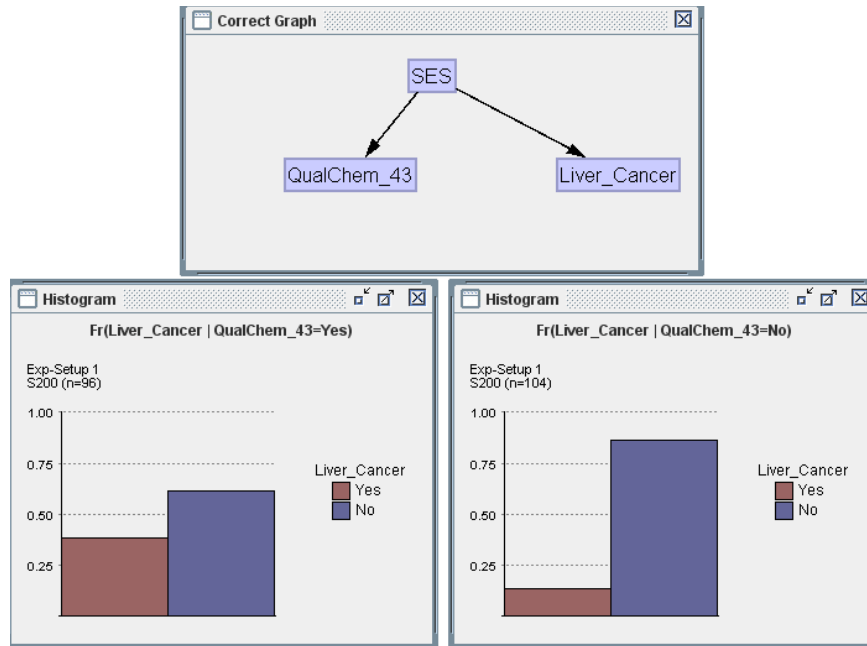 Correct Graph
SES
QualChem_43
Liver_Cancer
Histogram
Fr(Liver_Cancer | QualChem_43=Yes)
Exp-Setup 1
S200 (n=96)
1.00
0.75
0.50
0.25
Liver_Cancer
Yes
No
Histogram
Fr(Liver_Cancer | QualChem_43=No)
Exp-Setup 1
S200 (n=104)
1.00
0.75
0.50
0.25
Liver_Cancer
Yes
No